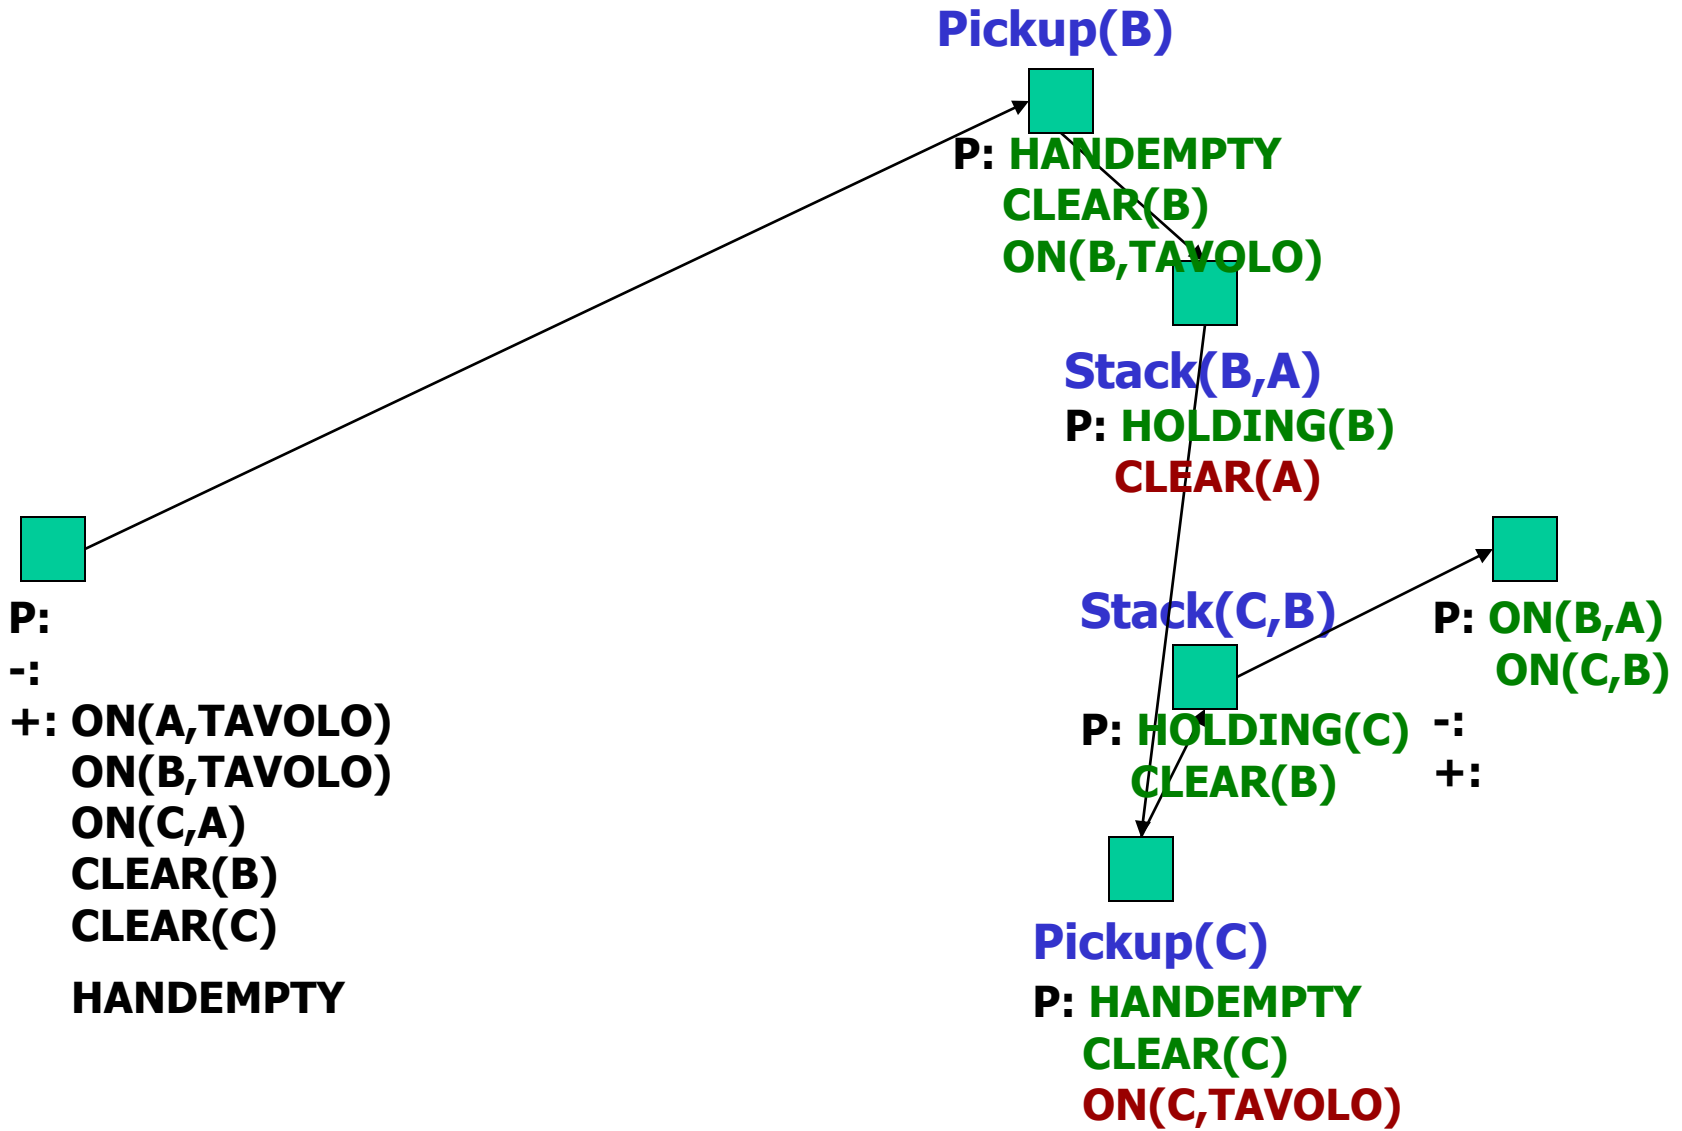 Pickup(B)
P: HANDEMPTY
CLEAR(B)
ON(B,TAVOLO)
Stack(B,A)
P: HOLDING(B)
CLEAR(A)
P:
-:
+: ON(A,TAVOLO)
ON(B,TAVOLO)
ON(C,A)
CLEAR(B)
CLEAR(C)
HANDEMPTY
Stack(C,B)
P: HOLDING(C)
CLEAR(B)
P: ON(B,A)
ON(C,B)
-:
+:
Pickup(C)
P: HANDEMPTY
CLEAR(C)
ON(C,TAVOLO)